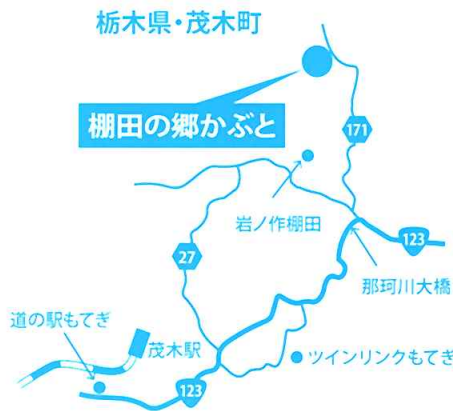 栃木県・茂木町
棚田の郷かぶと
171
岩ノ作棚田
123
27
那珂川大橋
道の駅もてぎ
茂木駅
ツインリンクもてぎ
123